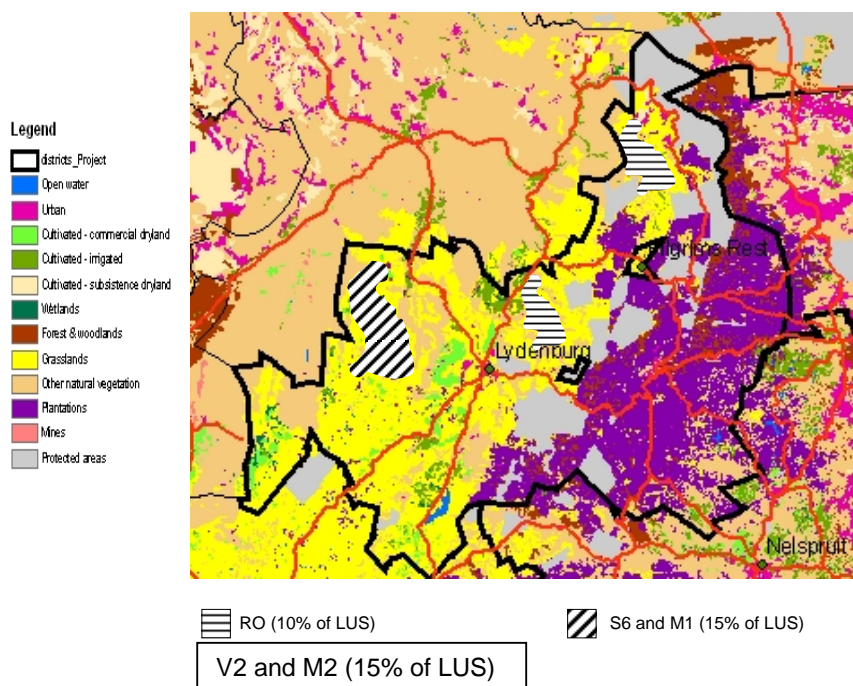 Legend
districts_Project
Open water
Urban
Cultivated - commercial dryland
Cultivated - irrigated
Cultivated - subsistence dryland
Wetlands
Forest & woodlands
Grasslands
Other natural vegetation
Plantations
Mines
Protected areas
Pilgrims Rest
Lydenburg
Nelspruit
RO (10% of LUS)
S6 and M1 (15% of LUS)
V2 and M2 (15% of LUS)